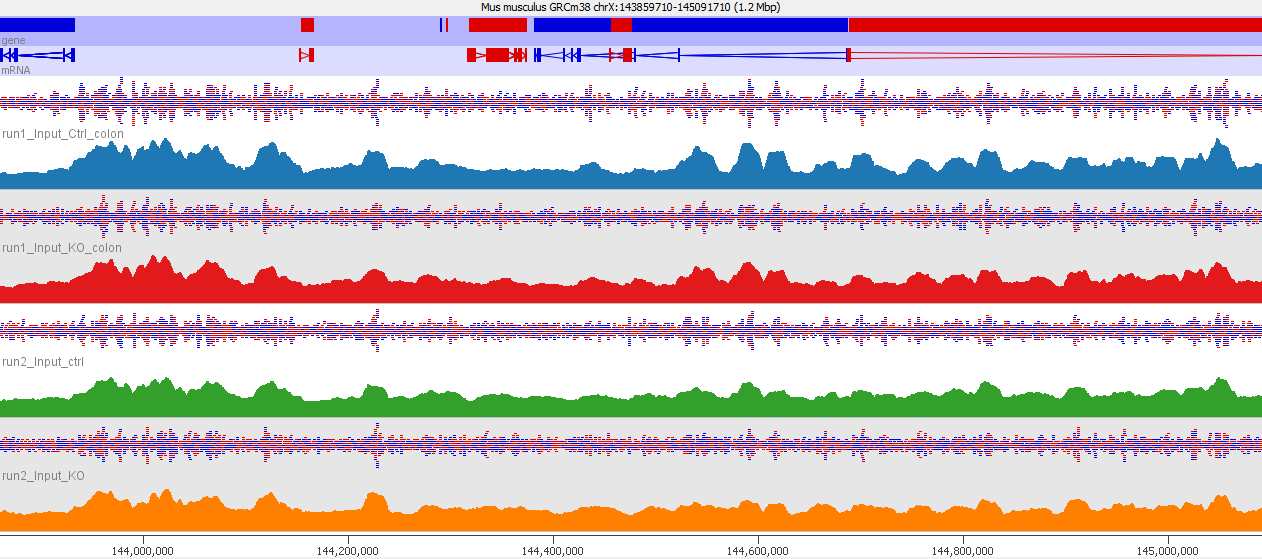 Mus musculus GRCm38 chrX:143859710-145091710 (1.2 Mbp)
gene
mRNA
run1_Input_Ctrl_colon
run1_Input_KO_colon
run2_Input_ctrl
run2_Input_KO
144,000,000 144,200,000 144,400,000 144,600,000 144,800,000 145,000,000